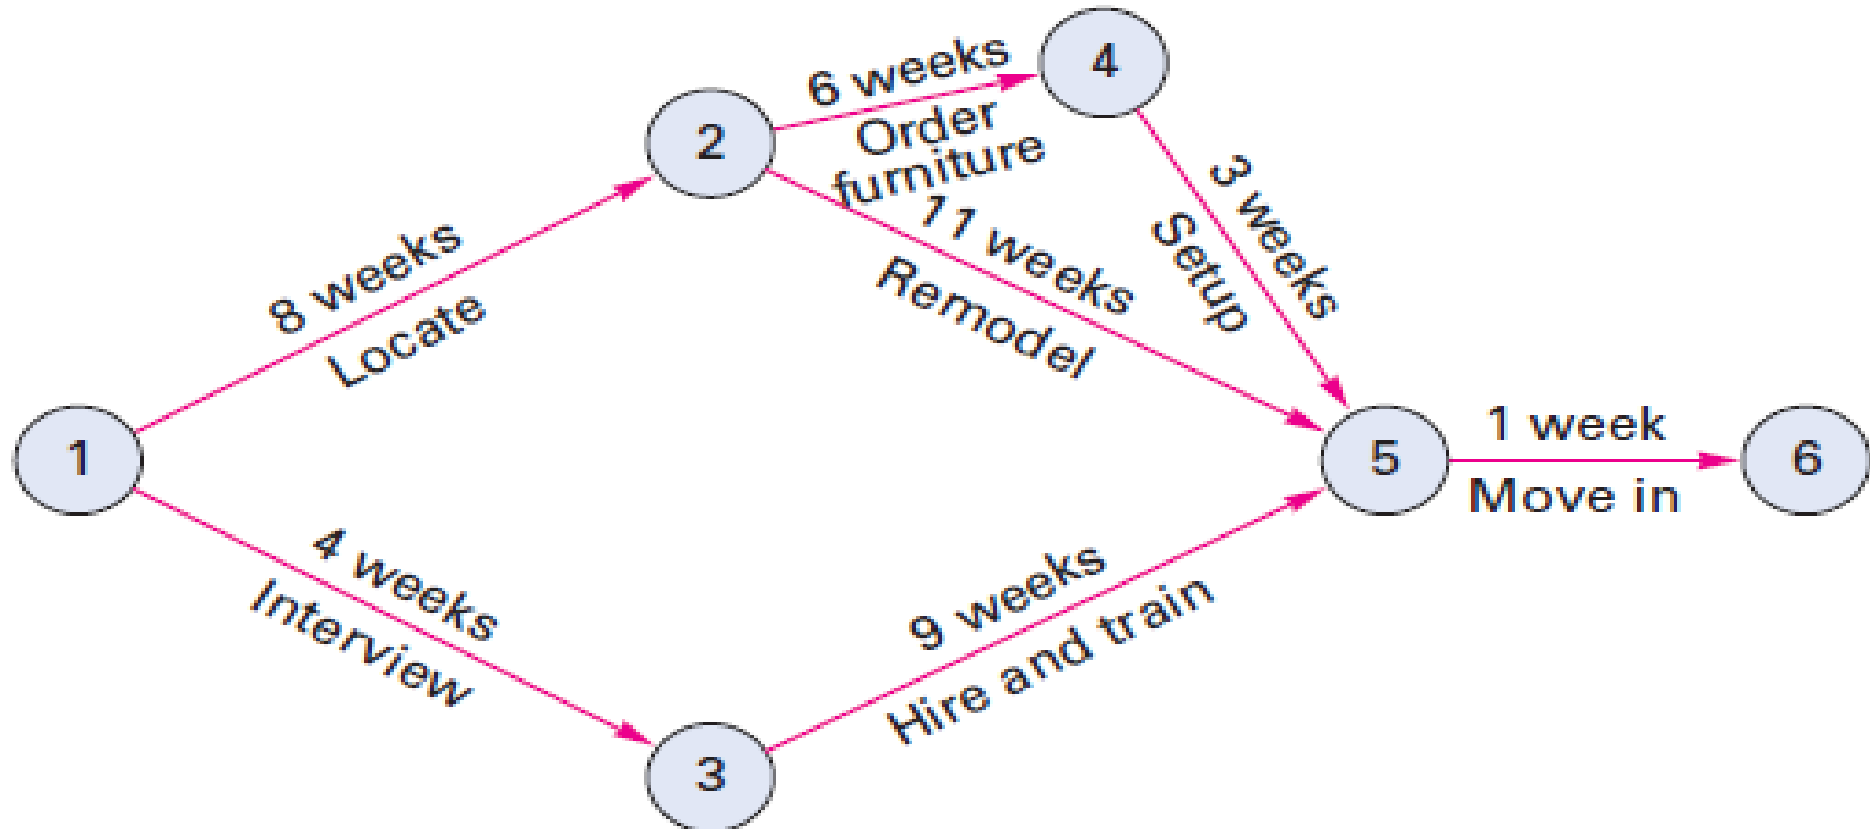 6 weeks
4
Order
furniture
2
3 weeks
Setup
11 weeks
Remodel
8 weeks
Locate
1
5
1 week
Move in
6
4 weeks
Interview
9 weeks
Hire and train
3